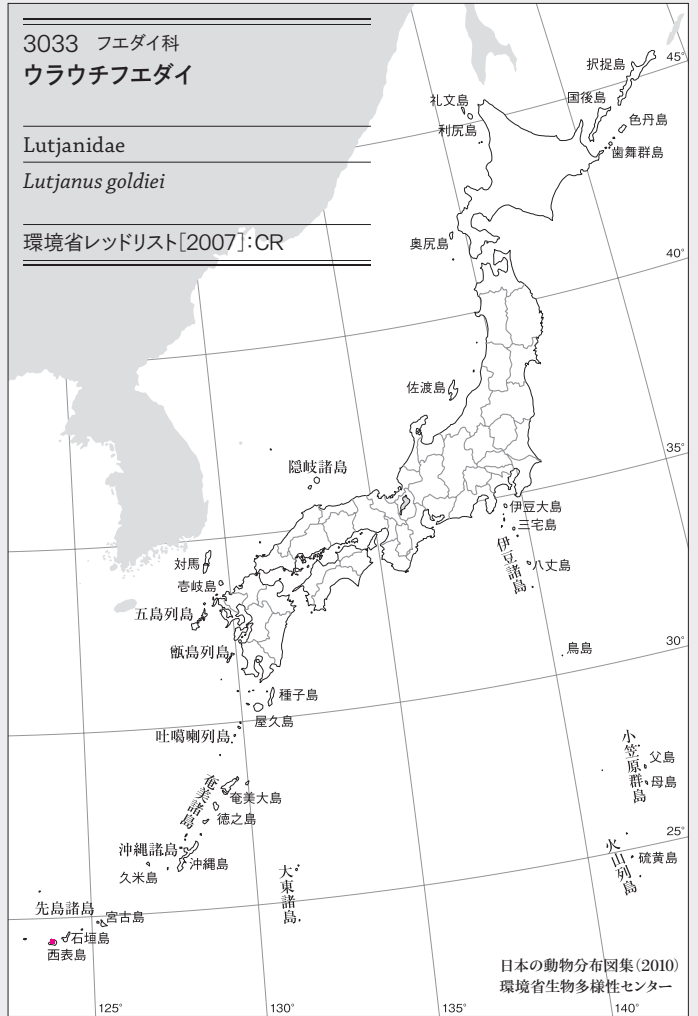 3033 フエダイ科
ウラウチフエダイ
Lutjanidae
Lutjanus goldiei
環境省レッドリスト[2007]:CR
45°
択捉島
国後島
礼文島
色丹島
利尻島
歯舞群島
奥尻島
40°
佐渡島
35°
隠岐諸島
伊豆大島
三宅島
伊豆諸島
八丈島
対馬
壱岐島
五島列島
甑島列島
鳥島
30°
種子島
屋久島
吐噶喇列島
小笠原群島
父島
母島
奄美諸島
奄美大島
徳之島
25°
沖縄諸島
沖縄島
久米島
火山列島
硫黄島
大東諸島
先島諸島
宮古島
石垣島
西表島
日本の動物分布図集(2010)
環境省生物多様性センター
125°
130°
135°
140°